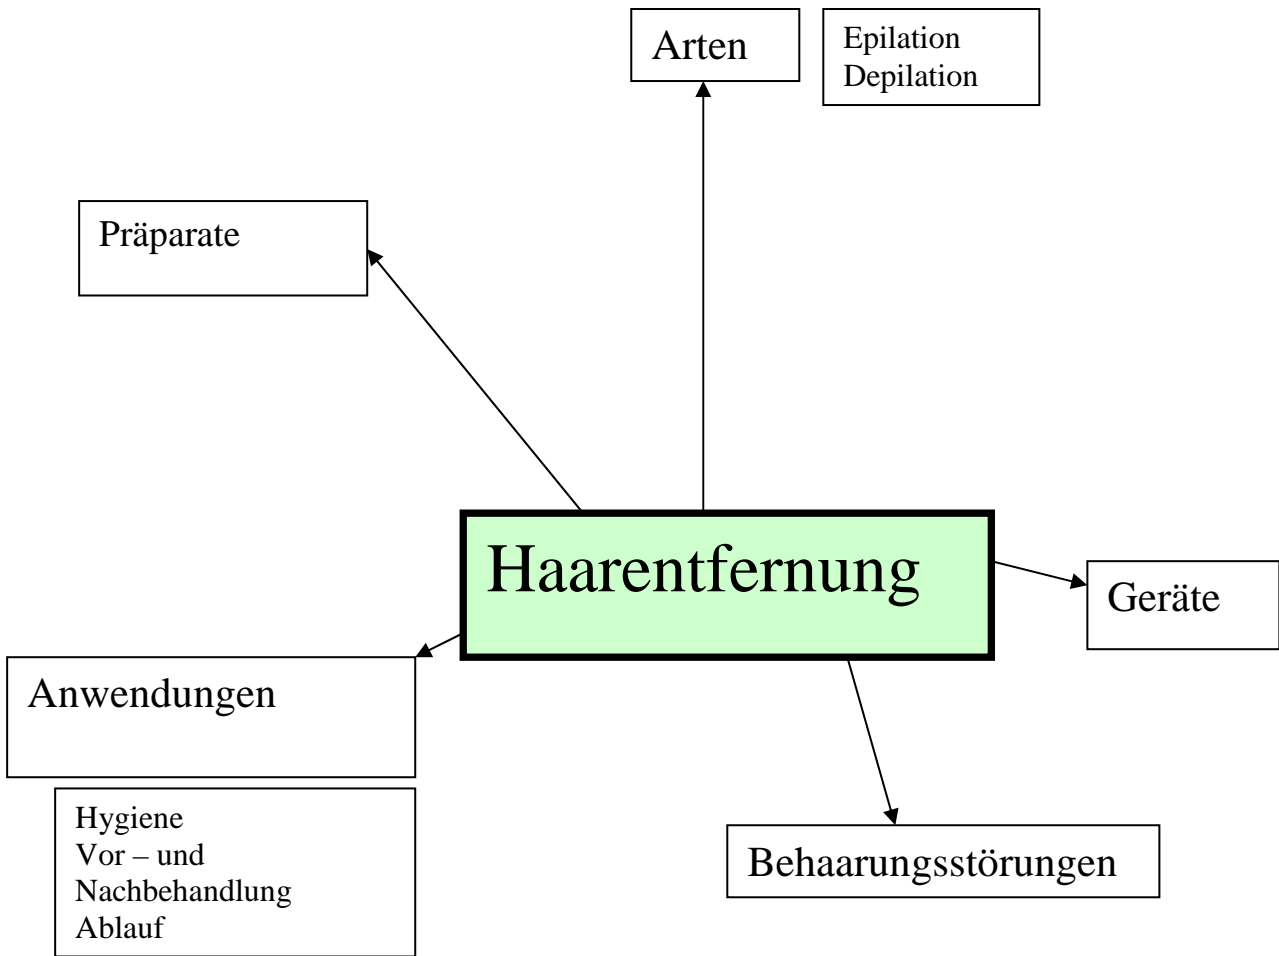 Arten
Epilation
Depilation
Präparate
Haarentfernung
Geräte
Anwendungen
Hygiene
Vor – und
Nachbehandlung
Ablauf
Behaarungsstörungen